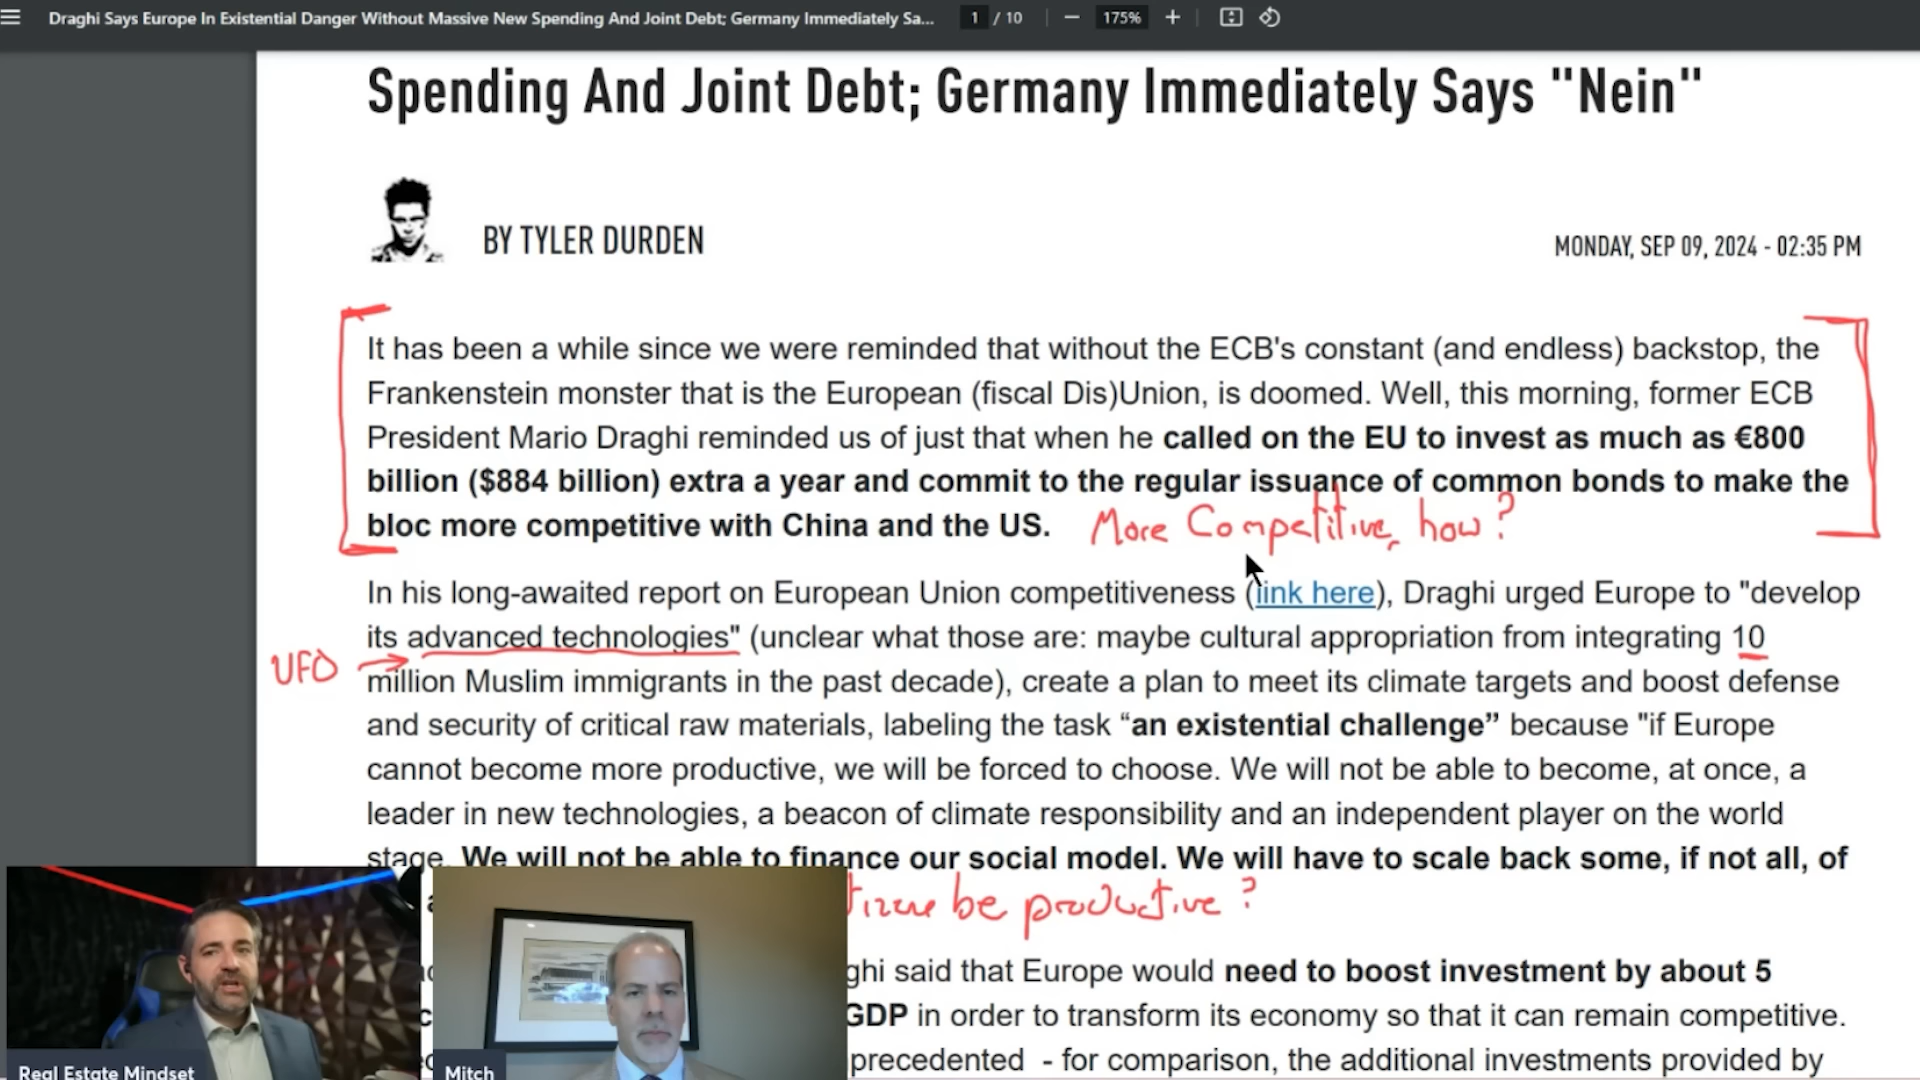 Draghi Says Europe In Existential Danger Without Massive New Spending And Joint Debt; Germany Immediately Sa...
1 / 10
175%
Spending And Joint Debt; Germany Immediately Says "Nein"
BY TYLER DURDEN
MONDAY, SEP 09, 2024 - 02:35 PM
It has been a while since we were reminded that without the ECB's constant (and endless) backstop, the
Frankenstein monster that is the European (fiscal Dis)Union, is doomed. Well, this morning, former ECB
President Mario Draghi reminded us of just that when he called on the EU to invest as much as €800
billion ($884 billion) extra a year and commit to the regular issuance of common bonds to make the
bloc more competitive with China and the US.
More Competitive, how?
In his long-awaited report on European Union competitiveness (link here), Draghi urged Europe to "develop
its advanced technologies" (unclear what those are: maybe cultural appropriation from integrating 10
UFO →
million Muslim immigrants in the past decade), create a plan to meet its climate targets and boost defense
and security of critical raw materials, labeling the task “an existential challenge” because "if Europe
cannot become more productive, we will be forced to choose. We will not be able to become, at once, a
leader in new technologies, a beacon of climate responsibility and an independent player on the world
stage. We will not be able to finance our social model. We will have to scale back some, if not all, of
be productive?
ghi said that Europe would need to boost investment by about 5
GDP in order to transform its economy so that it can remain competitive.
precedented - for comparison, the additional investments provided by
Real Estate Mindset
Mitch